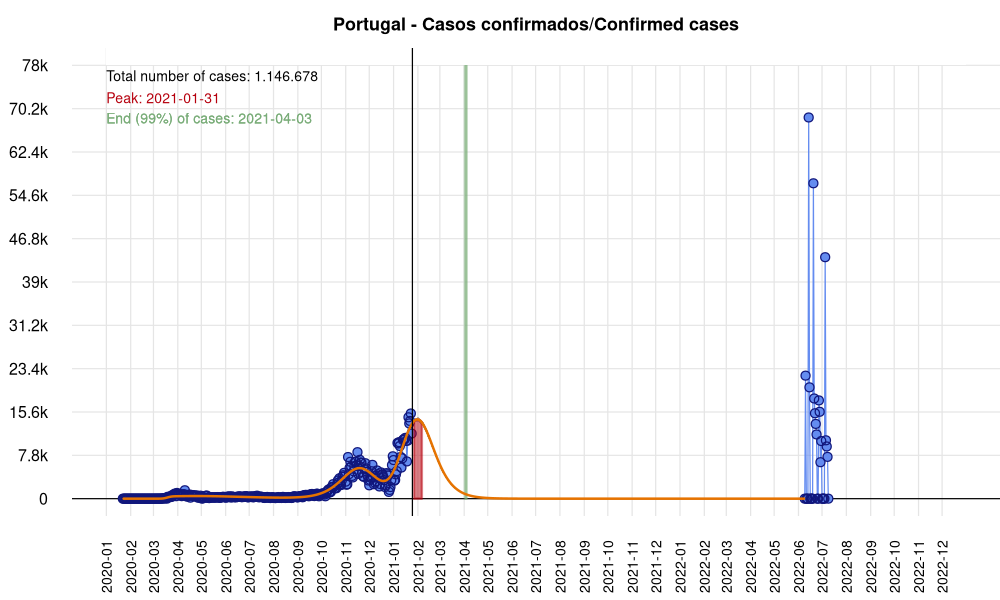 Portugal - Casos confirmados/Confirmed cases
Total number of cases: 1.146.678
Peak: 2021-01-31
End (99%) of cases: 2021-04-03
78k
70.2k
62.4k
54.6k
46.8k
39k
31.2k
23.4k
15.6k
7.8k
0
2020-01
2020-02
2020-03
2020-04
2020-05
2020-06
2020-07
2020-08
2020-09
2020-10
2020-11
2020-12
2021-01
2021-02
2021-03
2021-04
2021-05
2021-06
2021-07
2021-08
2021-09
2021-10
2021-11
2021-12
2022-01
2022-02
2022-03
2022-04
2022-05
2022-06
2022-07
2022-08
2022-09
2022-10
2022-11
2022-12